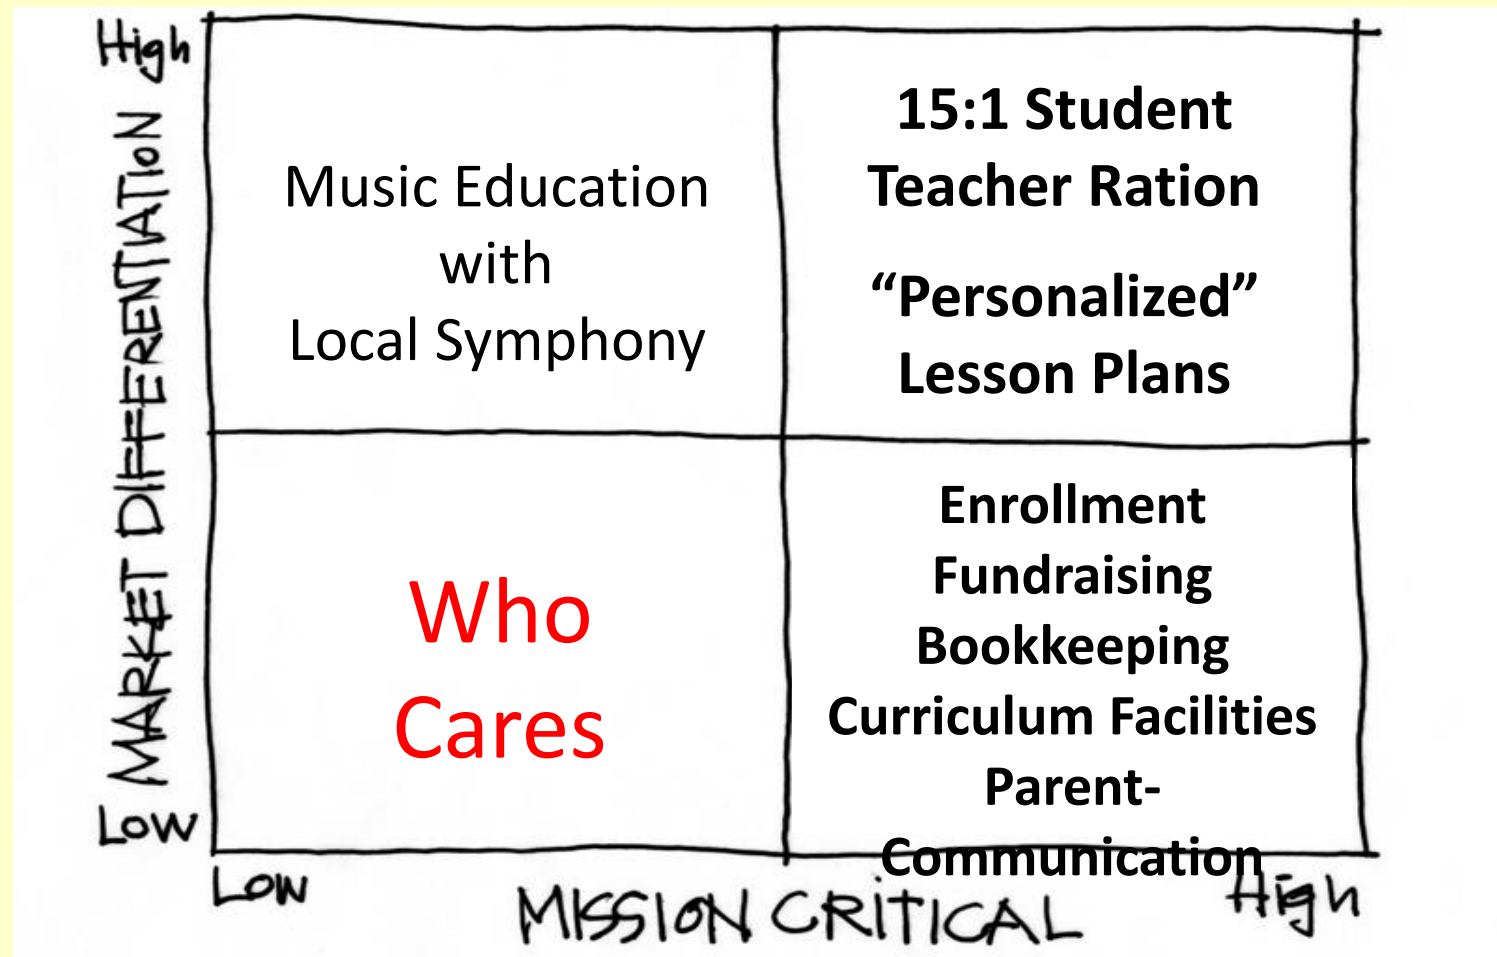 High
MARKET DIFFERENTIATION
Low
Music Education
with
Local Symphony
15:1 Student
Teacher Ration
“Personalized”
Lesson Plans
Who
Cares
Enrollment
Fundraising
Bookkeeping
Curriculum Facilities
Parent-
Communication
Low
MISSION CRITICAL
High